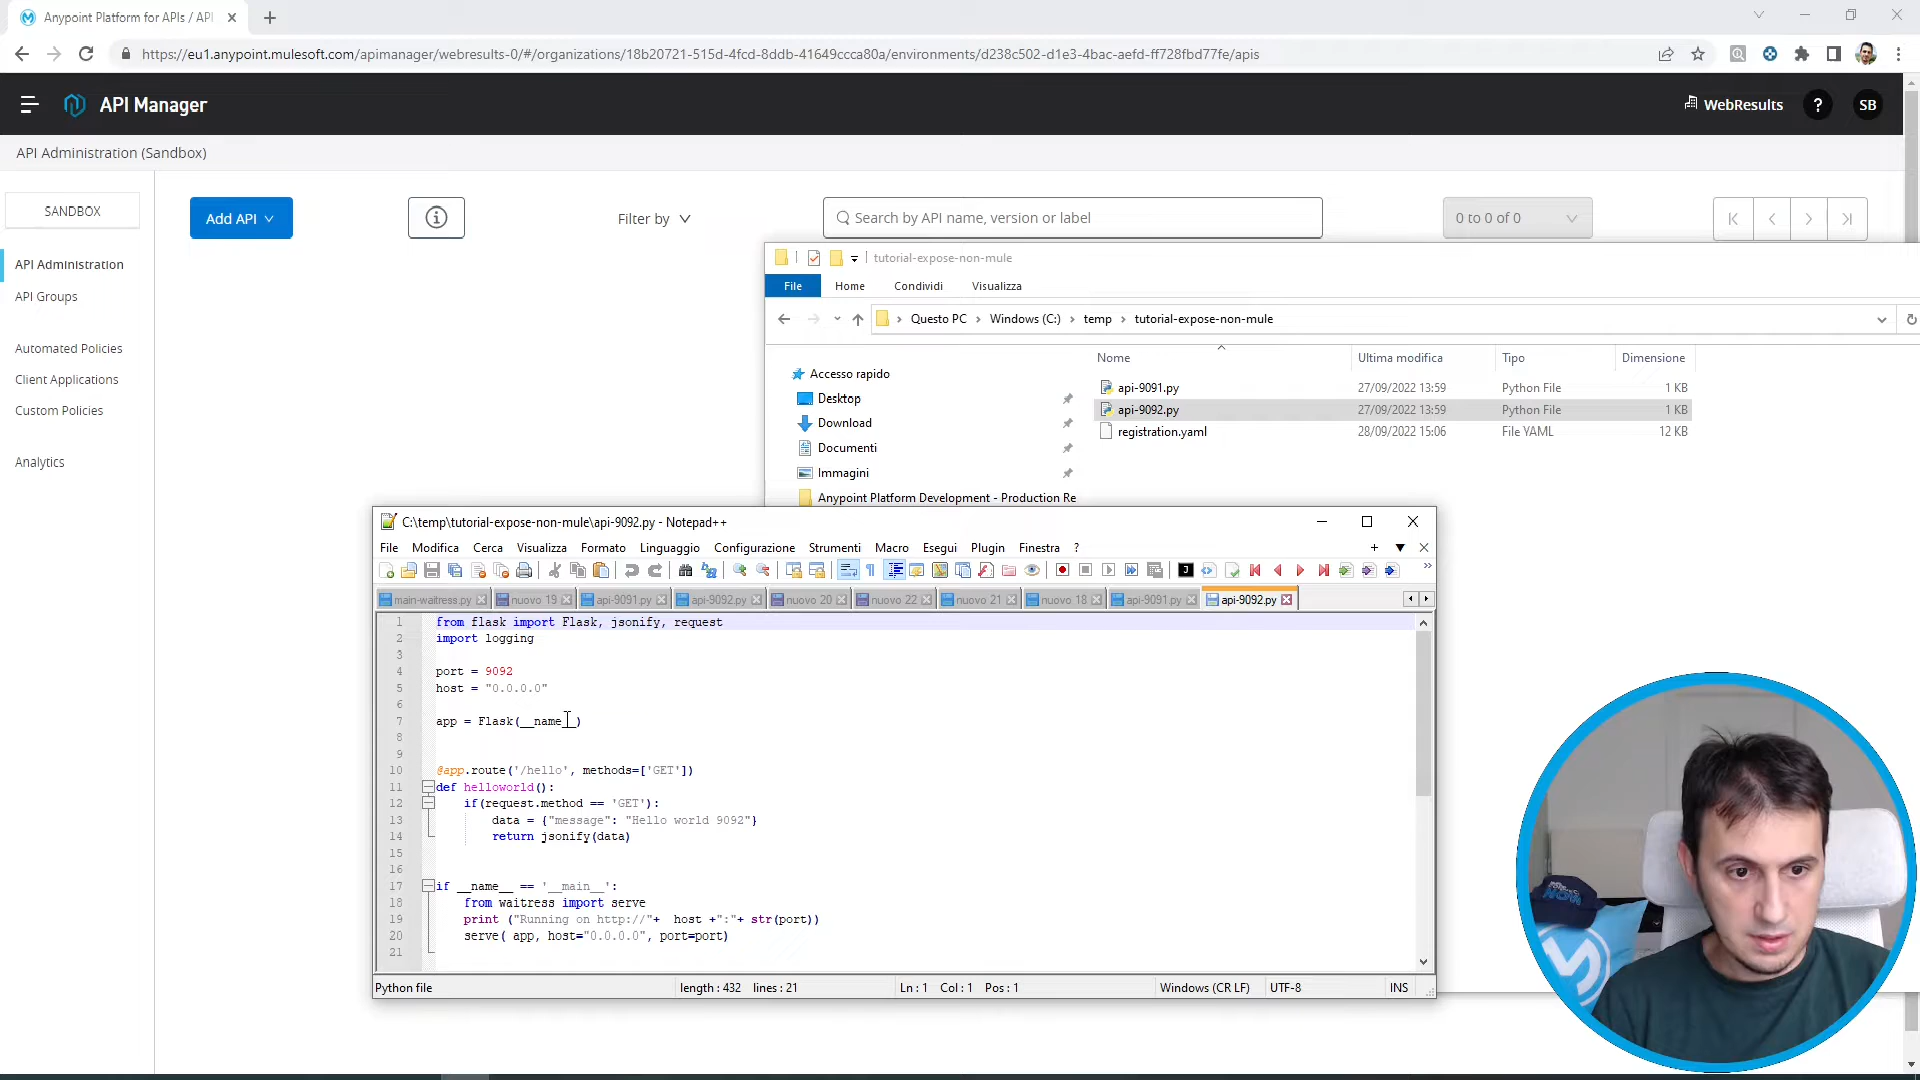 Anypoint Platform for APIs / API
https://eu1.anypoint.mulesoft.com/apimanager/webresults-0/#/organizations/18b20721-515d-4fcd-8ddb-41649ccca80a/environments/d238c502-d1e3-4bac-aefd-ff728fbd77fe/apis
API Manager
WebResults
?
SB
API Administration (Sandbox)
SANDBOX
API Administration
API Groups
Automated Policies
Client Applications
Custom Policies
Analytics
Add API
Filter by
Search by API name, version or label
0 to 0 of 0
tutorial-expose-non-mule
File Home Condividi Visualizza
Questo PC > Windows (C:) > temp > tutorial-expose-non-mule
Nome Ultima modifica Tipo Dimensione
Accesso rapido
Desktop
Download
Documenti
Immagini
Anypoint Platform Development - Production Re
api-9091.py 27/09/2022 13:59 Python File 1 KB
api-9092.py 27/09/2022 13:59 Python File 1 KB
registration.yaml 28/09/2022 15:06 File YAML 12 KB
C:\temp\tutorial-expose-non-mule\api-9092.py - Notepad++
File Modifica Cerca Visualizza Formato Linguaggio Configurazione Strumenti Macro Esegui Plugin Finestra ?
main-waitress.py nuovo 19 api-9091.py api-9092.py nuovo 20 nuovo 22 nuovo 21 nuovo 18 api-9091.py api-9092.py
1 from flask import Flask, jsonify, request
2 import logging
3
4 port = 9092
5 host = "0.0.0.0"
6
7 app = Flask(__name__)
8
9
10 @app.route('/hello', methods=['GET'])
11 def helloworld():
12 if(request.method == 'GET'):
13 data = {"message": "Hello world 9092"}
14 return jsonify(data)
15
16
17 if __name__ == '__main__':
18 from waitress import serve
19 print ("Running on http://"+ host +":"+ str(port))
20 serve( app, host="0.0.0.0", port=port)
21
Python file length : 432 lines : 21 Ln : 1 Col : 1 Pos : 1 Windows (CR LF) UTF-8 INS